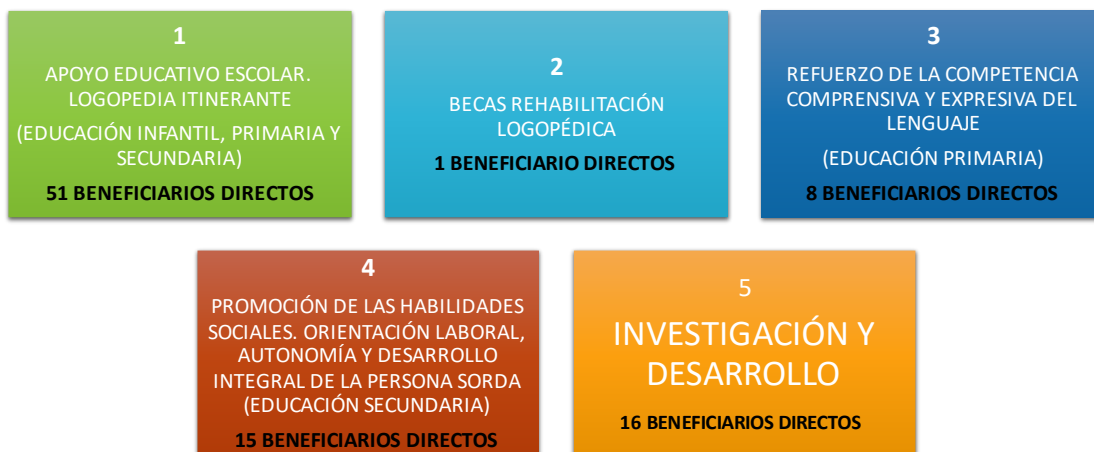 1
APOYO EDUCATIVO ESCOLAR.
LOGOPEDIA ITINERANTE
(EDUCACIÓN INFANTIL, PRIMARIA Y
SECUNDARIA)
51 BENEFICIARIOS DIRECTOS
2
BECAS REHABILITACIÓN
LOGOPÉDICA
1 BENEFICIARIO DIRECTOS
3
REFUERZO DE LA COMPETENCIA
COMPRENSIVA Y EXPRESIVA DEL
LENGUAJE
(EDUCACIÓN PRIMARIA)
8 BENEFICIARIOS DIRECTOS
4
PROMOCIÓN DE LAS HABILIDADES
SOCIALES. ORIENTACIÓN LABORAL,
AUTONOMÍA Y DESARROLLO
INTEGRAL DE LA PERSONA SORDA
(EDUCACIÓN SECUNDARIA)
15 BENEFICIARIOS DIRECTOS
5
INVESTIGACIÓN Y
DESARROLLO
16 BENEFICIARIOS DIRECTOS